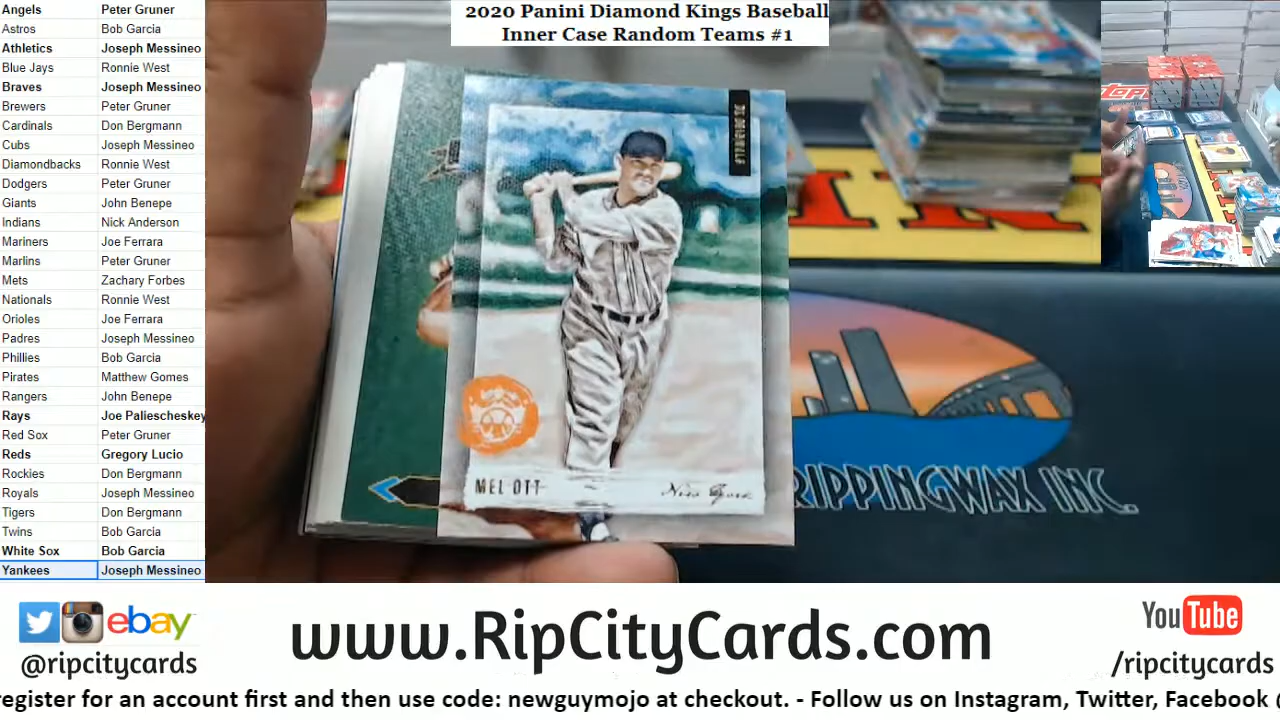 Angels Peter Gruner
Astros Bob Garcia
Athletics Joseph Messineo
Blue Jays Ronnie West
Braves Joseph Messineo
Brewers Peter Gruner
Cardinals Don Bergmann
Cubs Joseph Messineo
Diamondbacks Ronnie West
Dodgers Peter Gruner
Giants John Benepe
Indians Nick Anderson
Mariners Joe Ferrara
Marlins Peter Gruner
Mets Zachary Forbes
Nationals Ronnie West
Orioles Joe Ferrara
Padres Joseph Messineo
Phillies Bob Garcia
Pirates Matthew Gomes
Rangers John Benepe
Rays Joe Paliescheskey
Red Sox Peter Gruner
Reds Gregory Lucio
Rockies Don Bergmann
Royals Joseph Messineo
Tigers Don Bergmann
Twins Bob Garcia
White Sox Bob Garcia
Yankees Joseph Messineo
2020 Panini Diamond Kings Baseball
Inner Case Random Teams #1
MEL OTT
New York
RIPPINGWAX INC.
ebay
@ripcitycards
www.RipCityCards.com
YouTube
/ripcitycards
register for an account first and then use code: newguymojo at checkout. - Follow us on Instagram, Twitter, Facebook